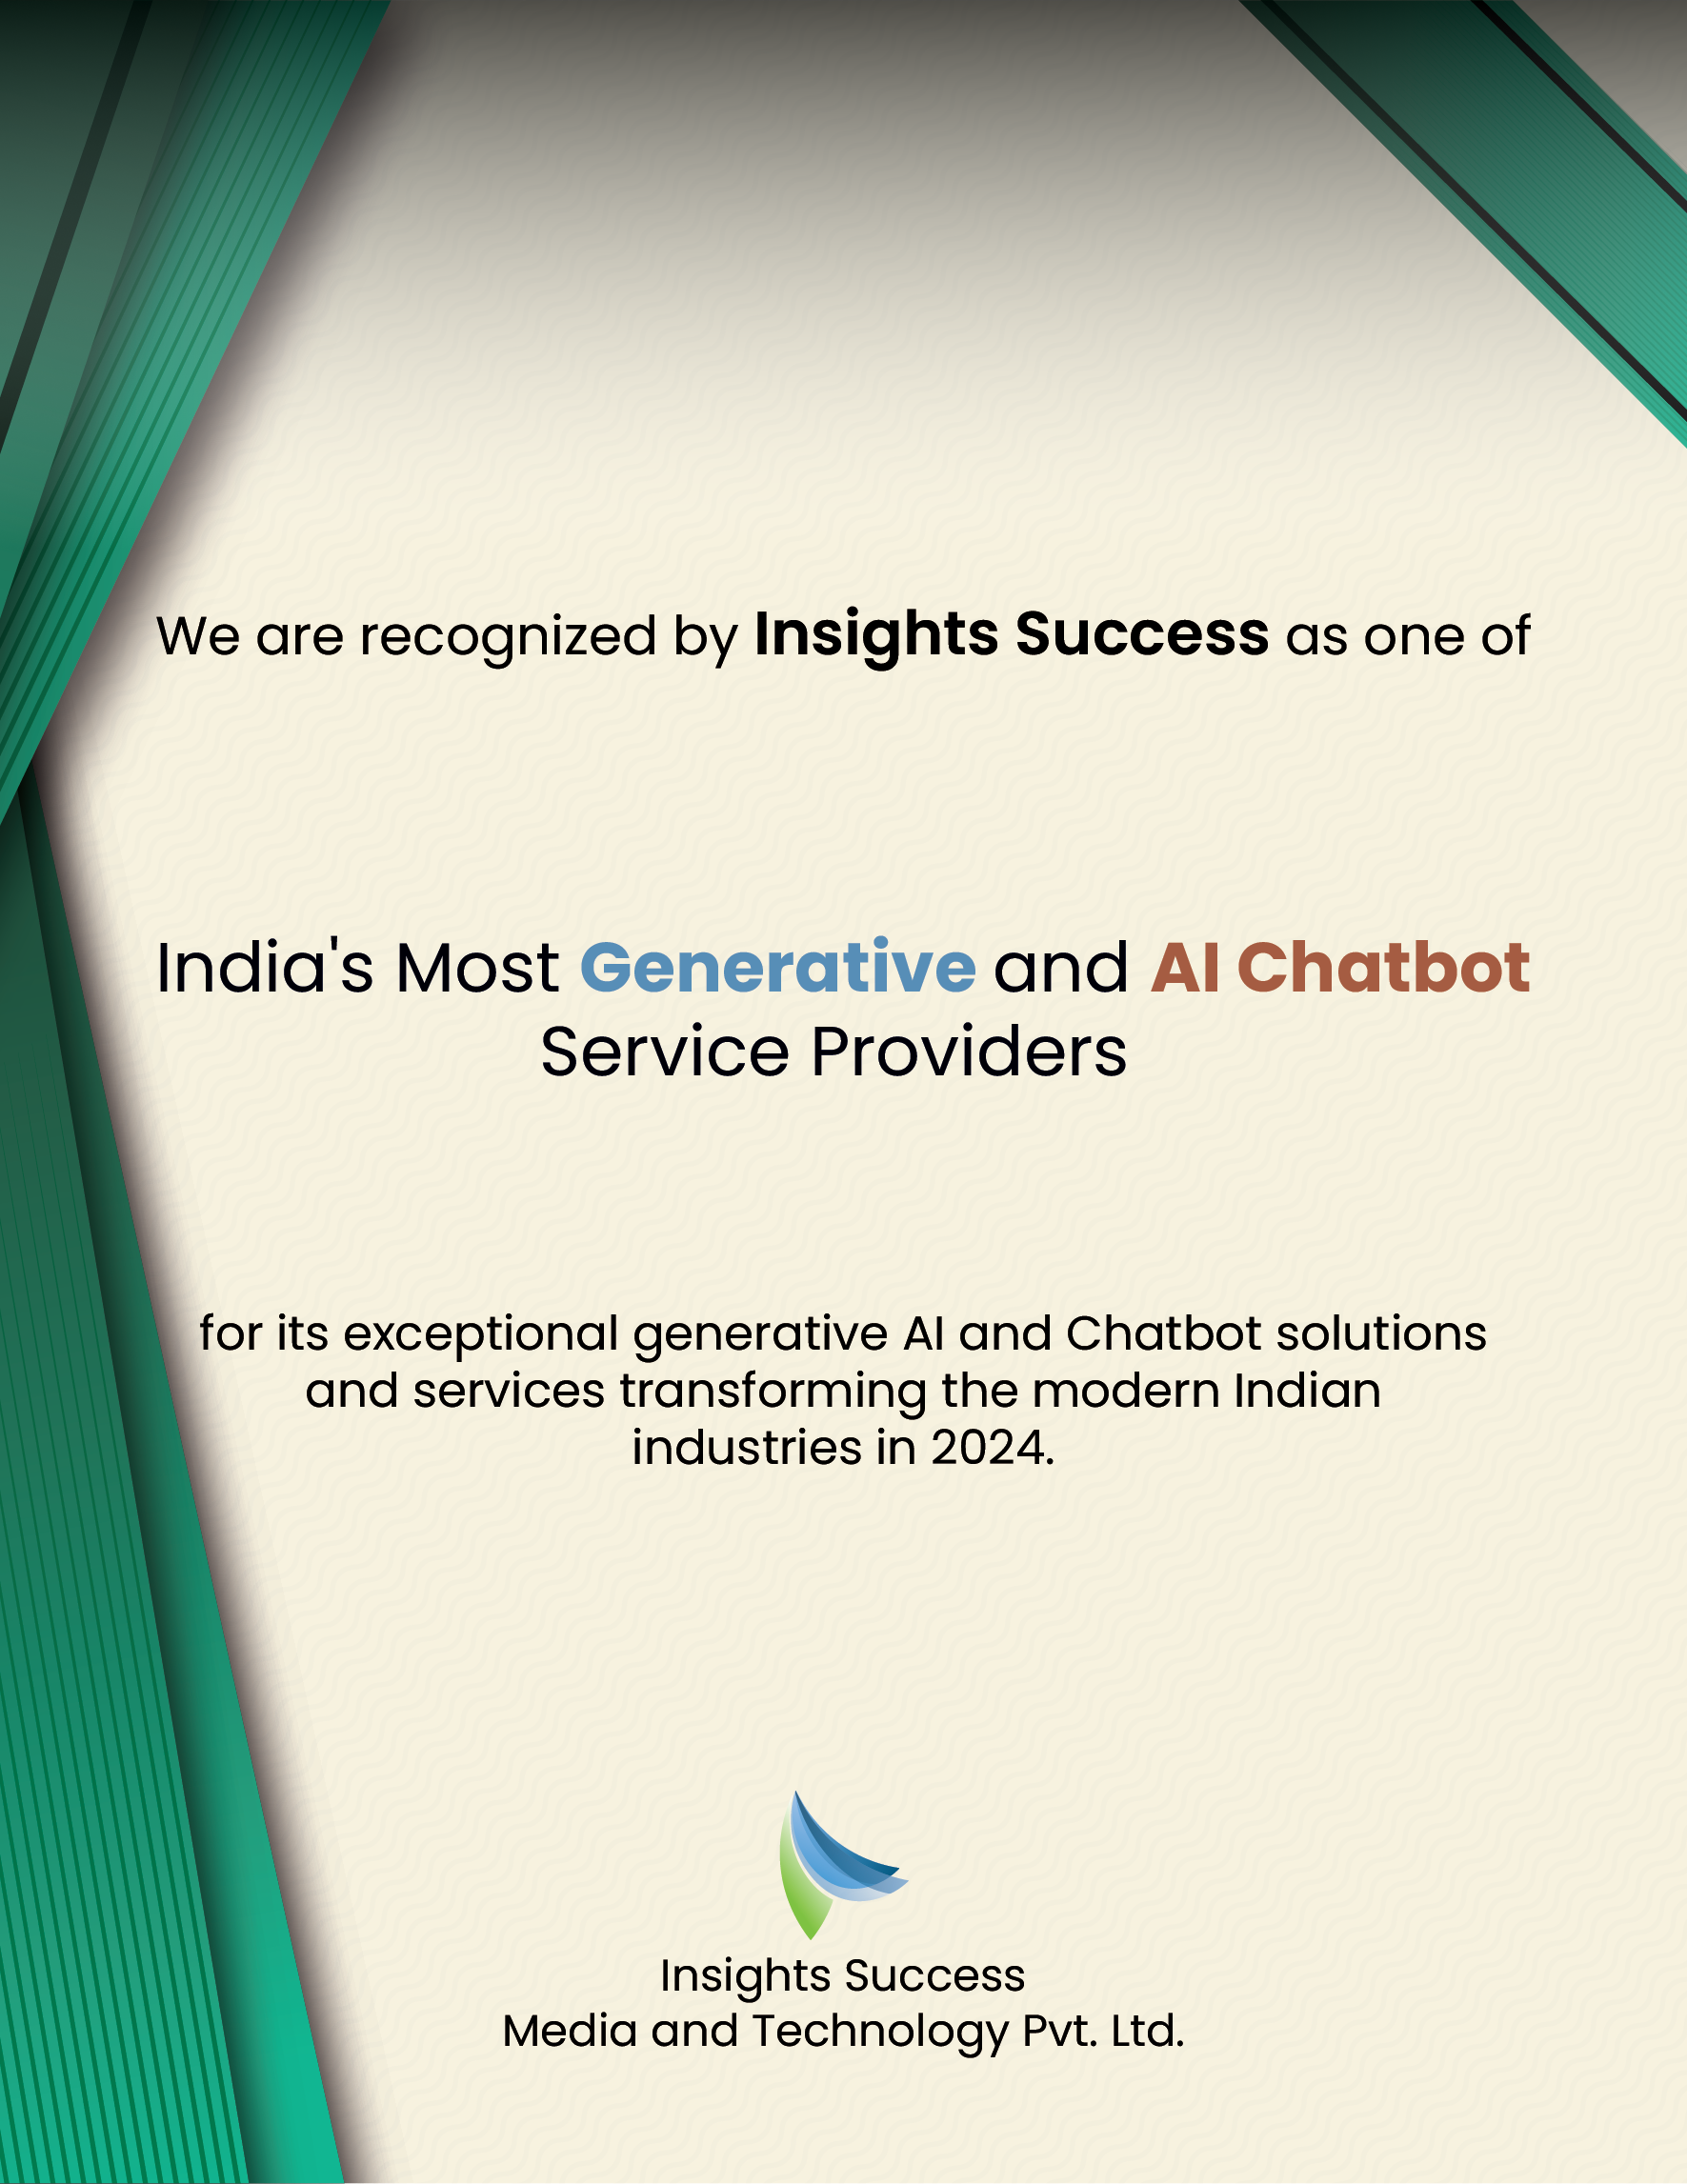 We are recognized by Insights Success as one of
India's Most Generative and AI Chatbot
Service Providers
for its exceptional generative AI and Chatbot solutions
and services transforming the modern Indian
industries in 2024.
Insights Success
Media and Technology Pvt. Ltd.